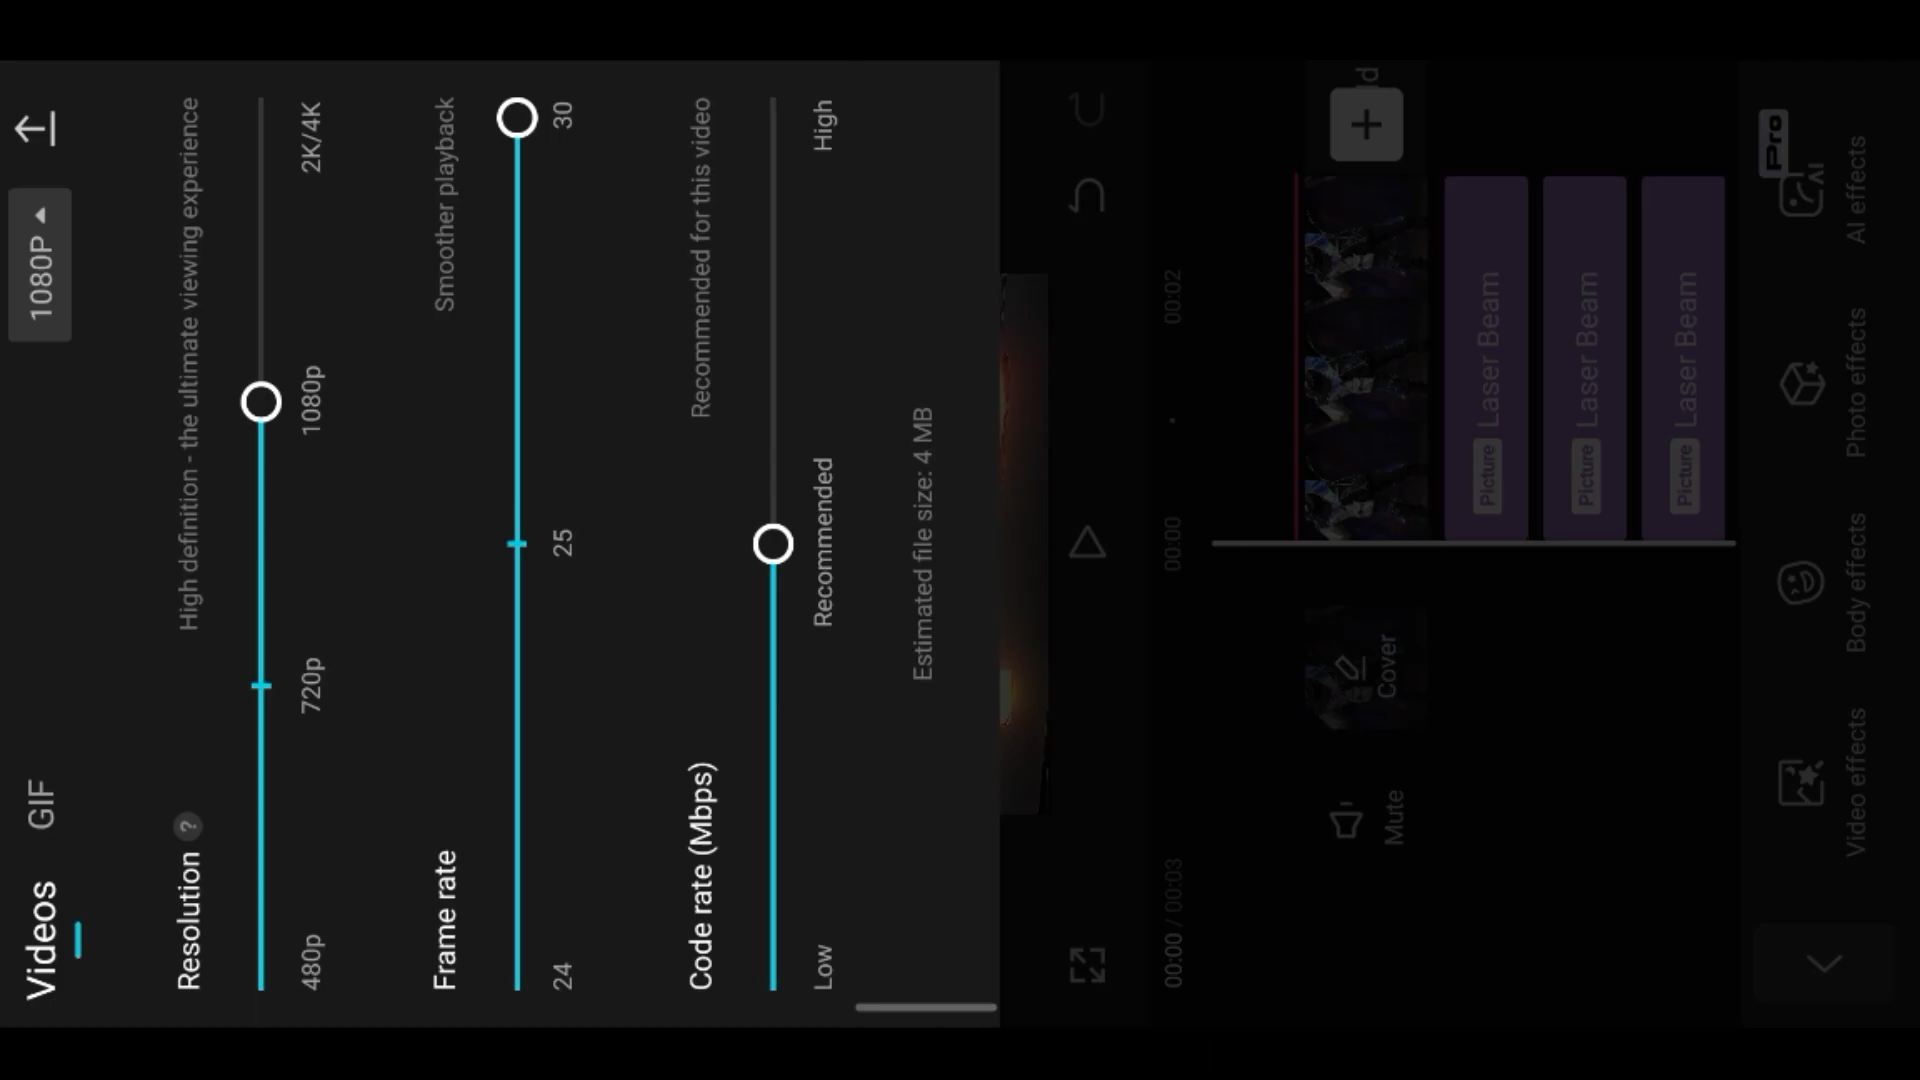 Videos
GIF
1080P
Resolution ?
High definition - the ultimate viewing experience
480p
720p
1080p
2K/4K
Frame rate
Smoother playback
24
25
30
Code rate (Mbps)
Recommended for this video
Low
Recommended
High
Estimated file size: 4 MB
00:00 / 00:03
00:00
00:02
Mute
Cover
Picture Laser Beam
Picture Laser Beam
Picture Laser Beam
Pro
AI
Video effects
Body effects
Photo effects
AI effects